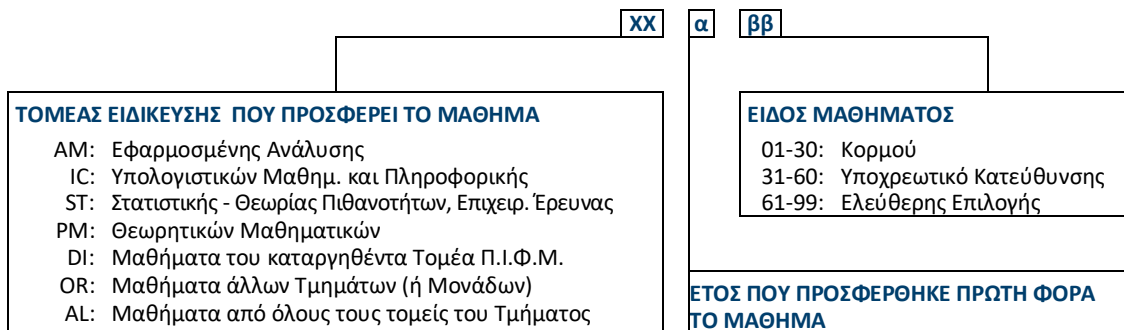 XX α ββ
ΤΟΜΕΑΣ ΕΙΔΙΚΕΥΣΗΣ ΠΟΥ ΠΡΟΣΦΕΡΕΙ ΤΟ ΜΑΘΗΜΑ
AM: Εφαρμοσμένης Ανάλυσης
IC: Υπολογιστικών Μαθημ. και Πληροφορικής
ST: Στατιστικής - Θεωρίας Πιθανοτήτων, Επιχειρ. Έρευνας
PM: Θεωρητικών Μαθηματικών
DI: Μαθήματα του καταργηθέντα Τομέα Π.Ι.Φ.Μ.
OR: Μαθήματα άλλων Τμημάτων (ή Μονάδων)
AL: Μαθήματα από όλους τους τομείς του Τμήματος
ΕΙΔΟΣ ΜΑΘΗΜΑΤΟΣ
01-30: Κορμού
31-60: Υποχρεωτικό Κατεύθυνσης
61-99: Ελεύθερης Επιλογής
ΕΤΟΣ ΠΟΥ ΠΡΟΣΦΕΡΘΗΚΕ ΠΡΩΤΗ ΦΟΡΑ
ΤΟ ΜΑΘΗΜΑ